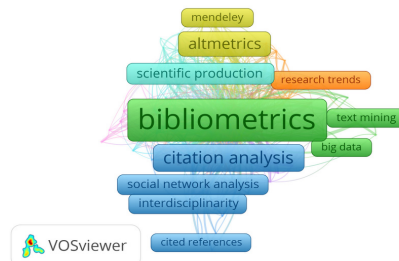 mendeley
altmetrics
scientific production
research trends
bibliometrics
text mining
citation analysis
big data
social network analysis
interdisciplinarity
cited references
VOSviewer